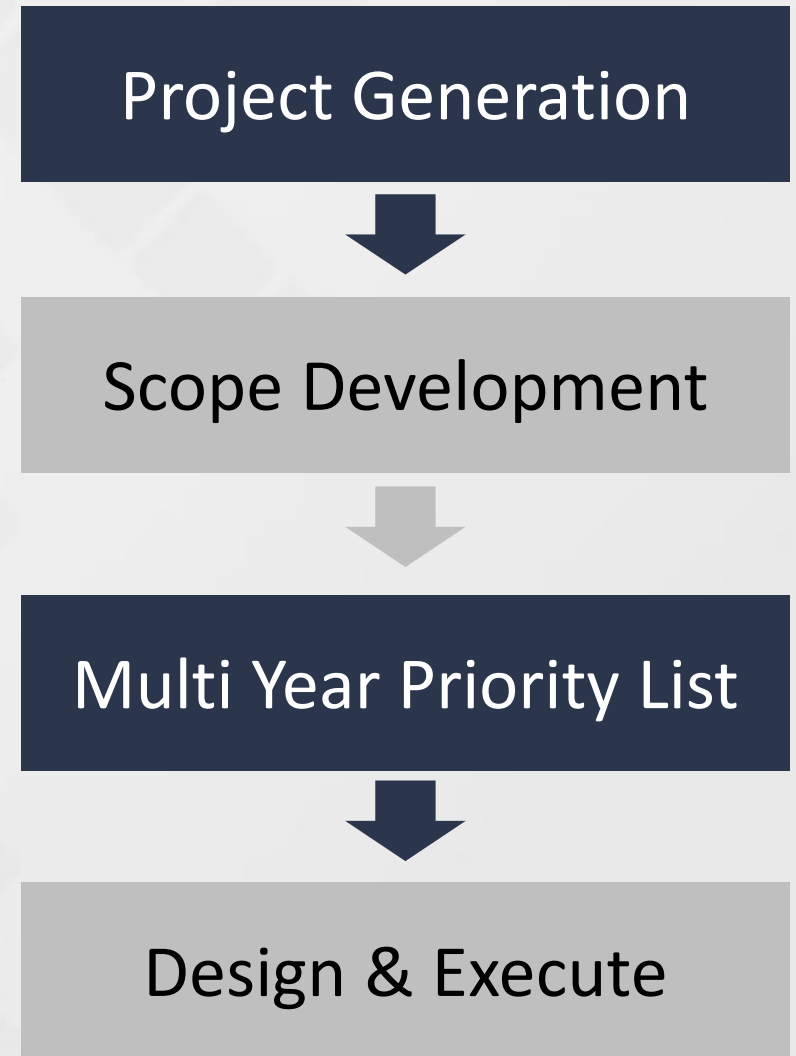 Project Generation
Scope Development
Multi Year Priority List
Design & Execute